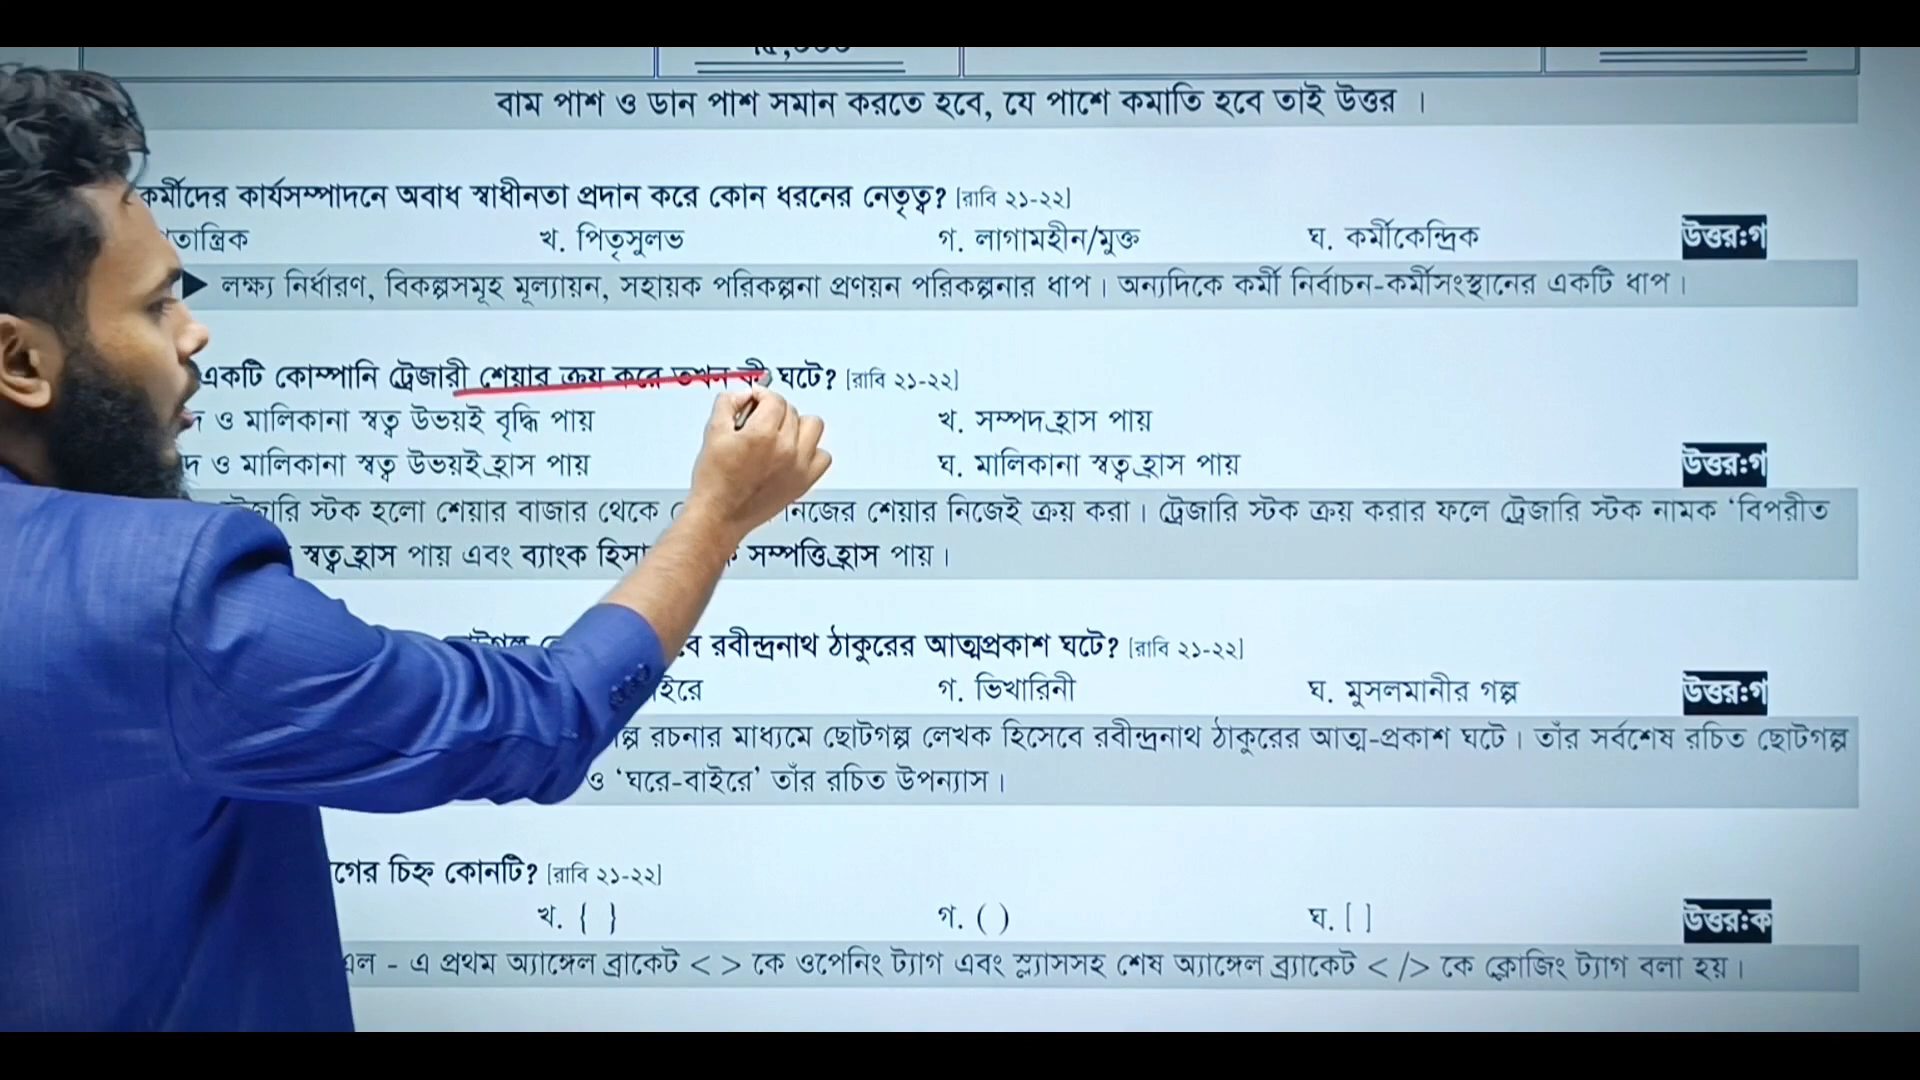 বাম পাশ ও ডান পাশ সমান করতে হবে, যে পাশে কমাতি হবে তাই উত্তর ।
কর্মীদের কার্যসম্পাদনে অবাধ স্বাধীনতা প্রদান করে কোন ধরনের নেতৃত্ব? [রাবি ২১-২২]
খ. পিতৃসুলভ গ. লাগামহীন/মুক্ত ঘ. কর্মীকেন্দ্রিক উত্তর:গ
▶ লক্ষ্য নির্ধারণ, বিকল্পসমূহ মূল্যায়ন, সহায়ক পরিকল্পনা প্রণয়ন পরিকল্পনার ধাপ। অন্যদিকে কর্মী নির্বাচন-কর্মীসংস্থানের একটি ধাপ।
একটি কোম্পানি ট্রেজারী শেয়ার ক্রয় করে তখন কী ঘটে? [রাবি ২১-২২]
ও মালিকানা স্বত্ব উভয়ই বৃদ্ধি পায় খ. সম্পদ হ্রাস পায়
ও মালিকানা স্বত্ব উভয়ই হ্রাস পায় ঘ. মালিকানা স্বত্ব হ্রাস পায় উত্তর:গ
স্টক হলো শেয়ার বাজার থেকে নিজের শেয়ার নিজেই ক্রয় করা। ট্রেজারি স্টক ক্রয় করার ফলে ট্রেজারি স্টক নামক ‘বিপরীত
স্বত্ব হ্রাস পায় এবং ব্যাংক সম্পত্তি হ্রাস পায়।
রবীন্দ্রনাথ ঠাকুরের আত্মপ্রকাশ ঘটে? [রাবি ২১-২২]
গ. ভিখারিনী ঘ. মুসলমানীর গল্প উত্তর:গ
রচনার মাধ্যমে ছোটগল্প লেখক হিসেবে রবীন্দ্রনাথ ঠাকুরের আত্ম-প্রকাশ ঘটে। তাঁর সর্বশেষ রচিত ছোটগল্প
ও ‘ঘরে-বাইরে’ তাঁর রচিত উপন্যাস।
চিহ্ন কোনটি? [রাবি ২১-২২]
খ. { } গ. ( ) ঘ. [ ] উত্তর:ক
- এ প্রথম অ্যাঙ্গেল ব্রাকেট < > কে ওপেনিং ট্যাগ এবং স্ল্যাসসহ শেষ অ্যাঙ্গেল ব্র্যাকেট < /> কে ক্লোজিং ট্যাগ বলা হয়।